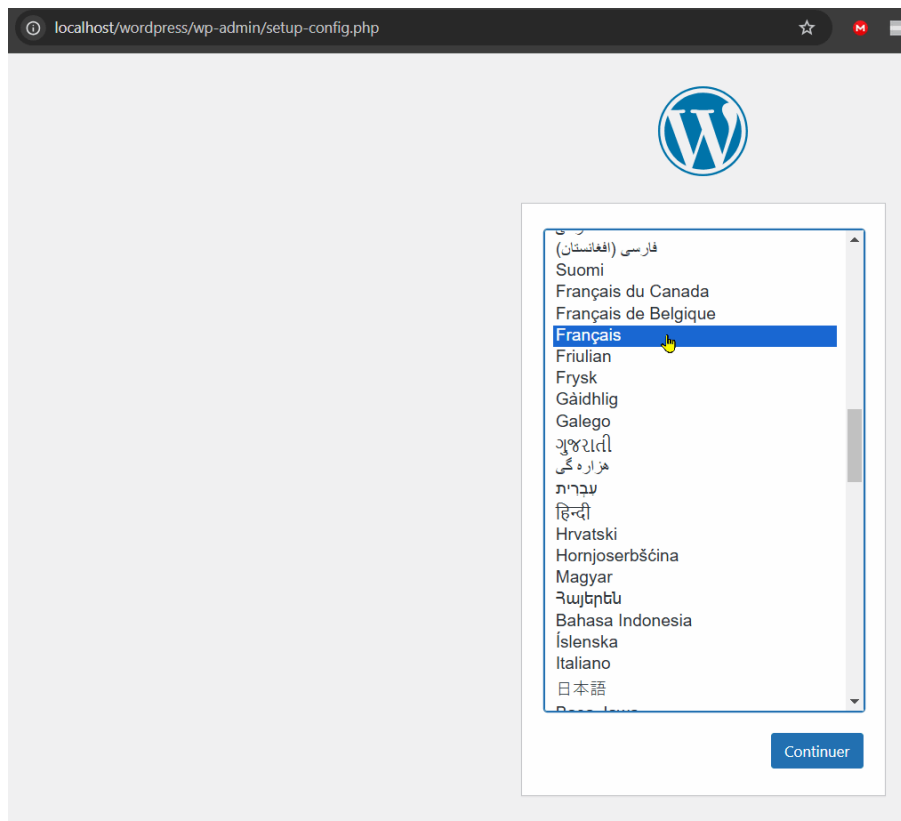 localhost/wordpress/wp-admin/setup-config.php
فارسی (افغانستان)
Suomi
Français du Canada
Français de Belgique
Français
Friulian
Frysk
Gàidhlig
Galego
ગુજરાતી
هزاره گی
עִבְרִית
हिन्दी
Hrvatski
Hornjoserbšćina
Magyar
Հայերեն
Bahasa Indonesia
Íslenska
Italiano
日本語
Continuer